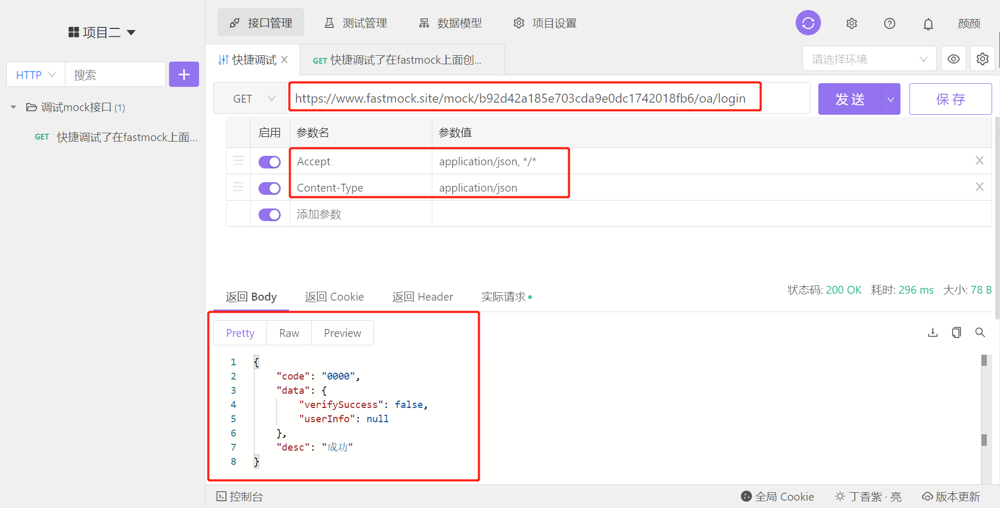 项目二
接口管理 测试管理 数据模型 项目设置
颜颜
HTTP 搜索
快捷调试 GET 快捷调试了在fastmock上面创...
请选择环境
调试mock接口 (1)
GET 快捷调试了在fastmock上面...
GET https://www.fastmock.site/mock/b92d42a185e703cda9e0dc1742018fb6/oa/login 发送 保存
启用 参数名 参数值
Accept application/json, */*
Content-Type application/json
添加参数
返回 Body 返回 Cookie 返回 Header 实际请求
状态码: 200 OK 耗时: 296 ms 大小: 78 B
Pretty Raw Preview
1 {
2 "code": "0000",
3 "data": {
4 "verifySuccess": false,
5 "userInfo": null
6 },
7 "desc": "成功"
8 }
控制台 全局 Cookie 丁香紫 · 亮 版本更新